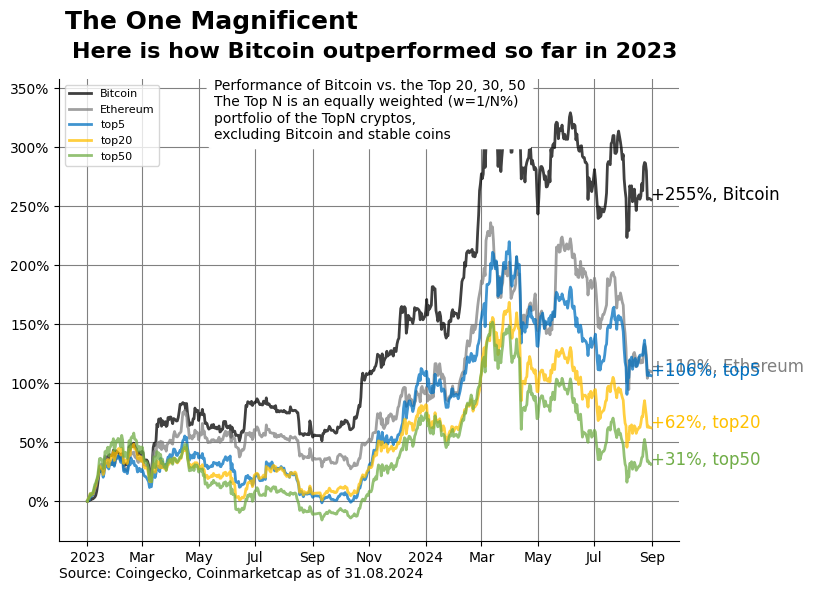 The One Magnificent
Here is how Bitcoin outperformed so far in 2023
350%
300%
250%
200%
150%
100%
50%
0%
Bitcoin
Ethereum
top5
top20
top50
Performance of Bitcoin vs. the Top 20, 30, 50
The Top N is an equally weighted (w=1/N%)
portfolio of the TopN cryptos,
excluding Bitcoin and stable coins
+255%, Bitcoin
+110%, Ethereum
+106%, top5
+62%, top20
+31%, top50
2023 Mar May Jul Sep Nov 2024 Mar May Jul Sep
Source: Coingecko, Coinmarketcap as of 31.08.2024